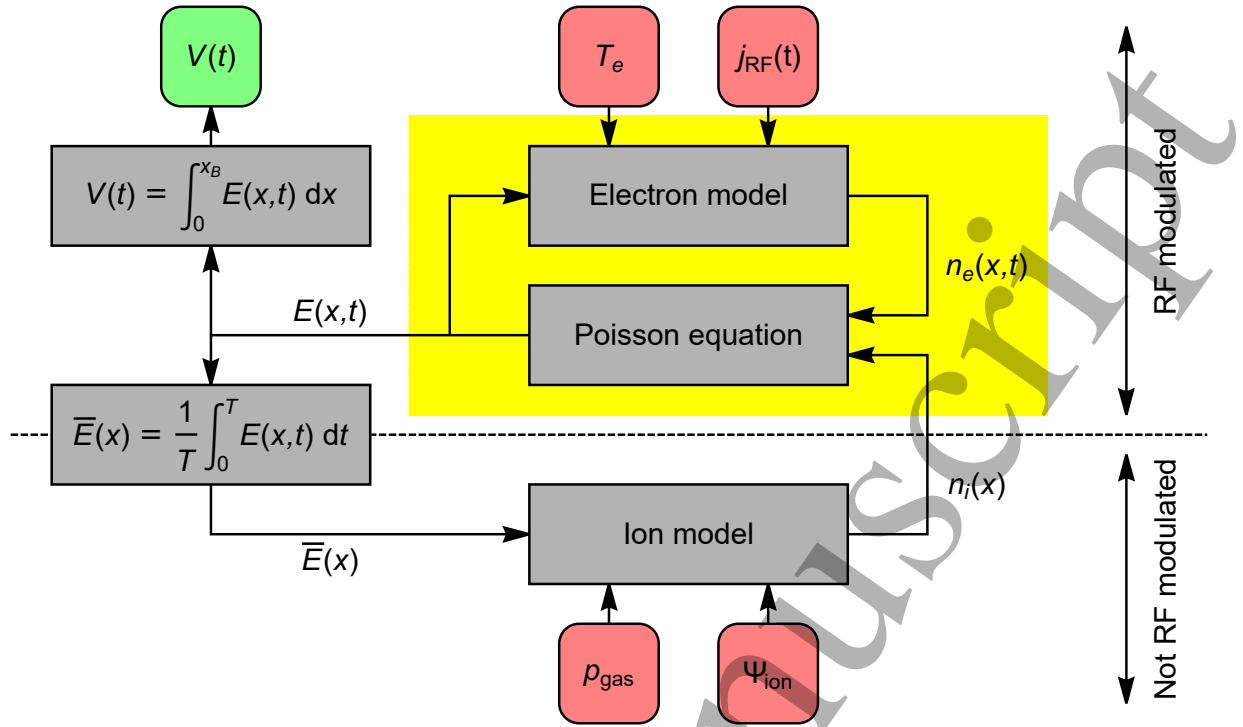 V(t)
T_e
j_RF(t)
V(t) = ∫_0^{x_B} E(x,t) dx
Electron model
n_e(x,t)
E(x,t)
Poisson equation
E̅(x) = 1/T ∫_0^T E(x,t) dt
n_i(x)
E̅(x)
Ion model
p_gas
Ψ_ion
RF modulated
Not RF modulated